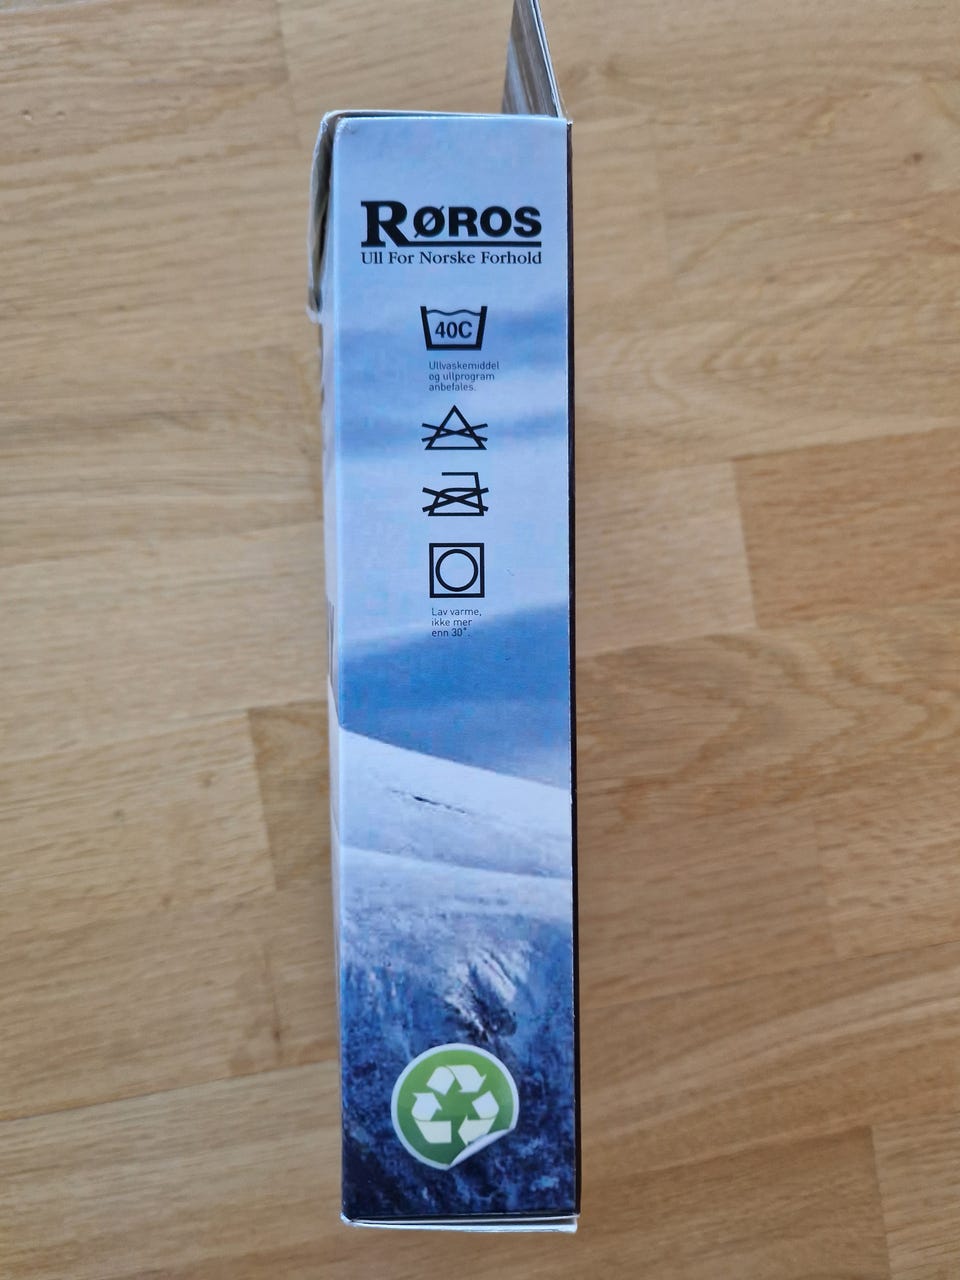 RØROS
Ull For Norske Forhold
40C
Ullvaskemiddel
og ullprogram
anbefales.
Lav varme,
ikke mer
enn 30°.